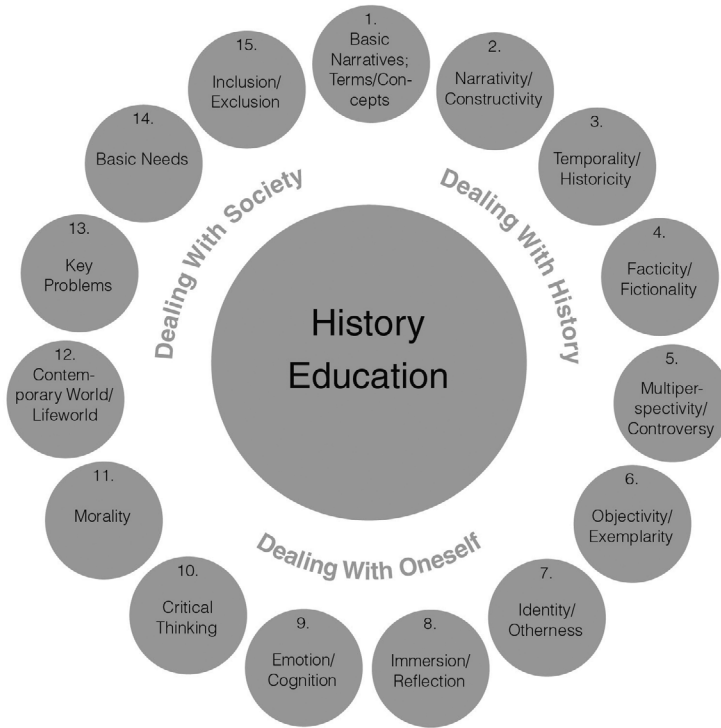 1.
Basic
Narratives;
Terms/Con-
cepts
2.
Narrativity/
Constructivity
3.
Temporality/
Historicity
4.
Facticity/
Fictionality
5.
Multiper-
spectivity/
Controversy
6.
Objectivity/
Exemplarity
7.
Identity/
Otherness
8.
Immersion/
Reflection
9.
Emotion/
Cognition
10.
Critical
Thinking
11.
Morality
12.
Contem-
porary World/
Lifeworld
13.
Key
Problems
14.
Basic Needs
15.
Inclusion/
Exclusion
Dealing With Society
Dealing With History
Dealing With Oneself
History
Education